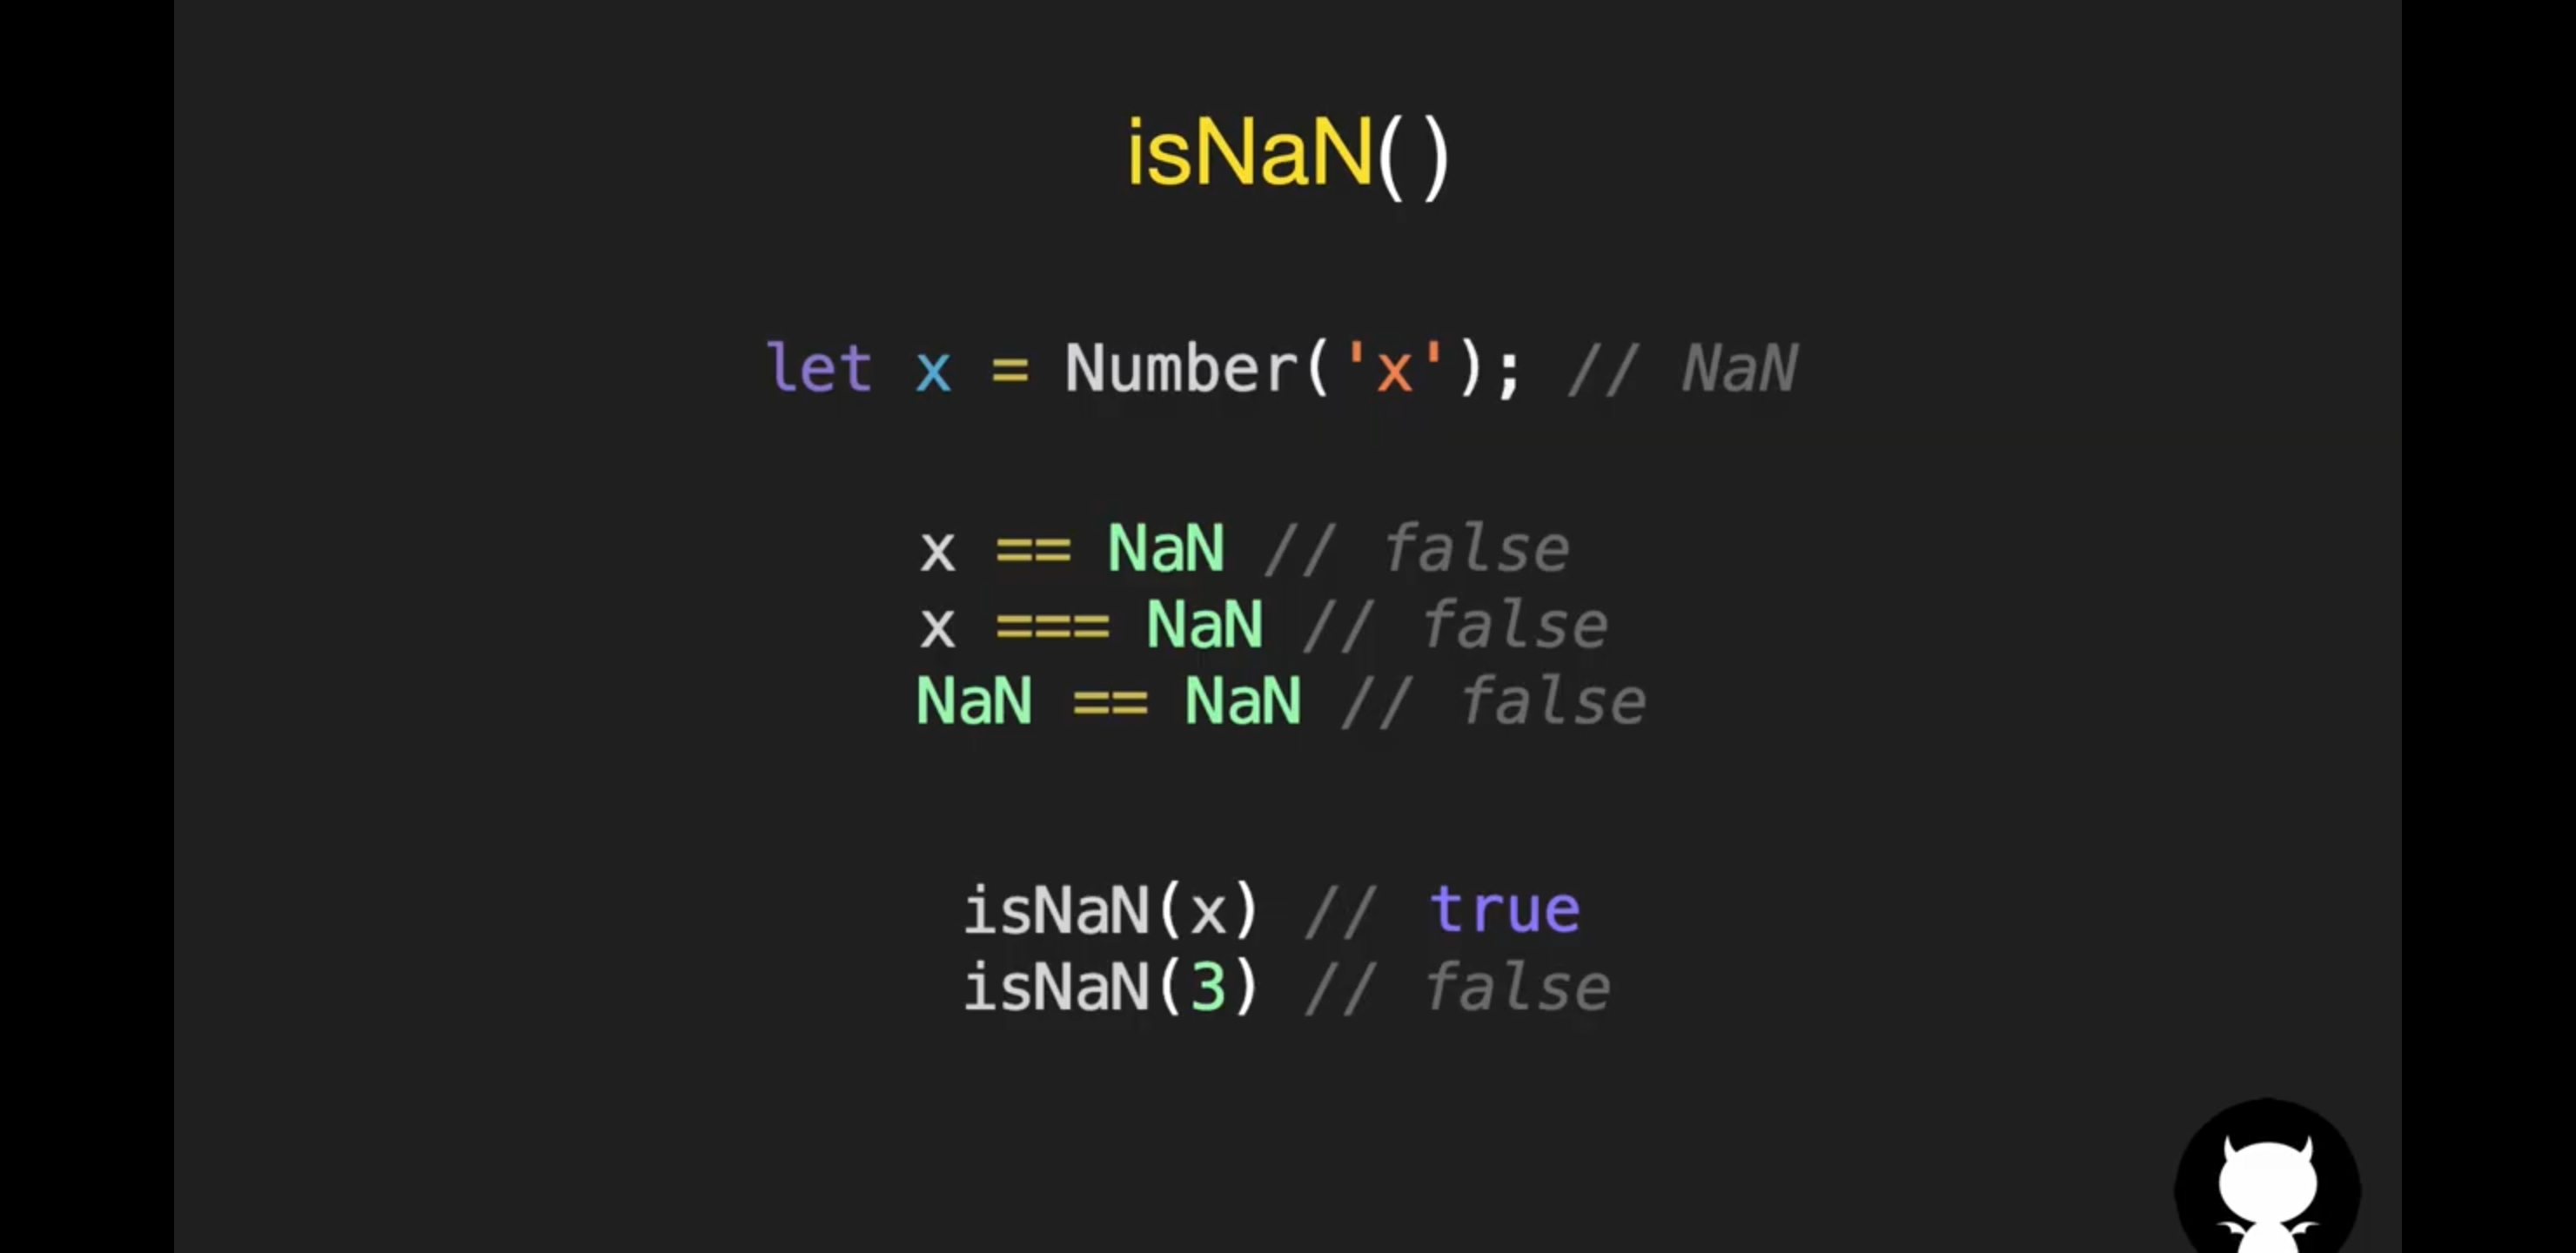 isNaN()
let x = Number('x'); // NaN
x == NaN // false
x === NaN // false
NaN == NaN // false
isNaN(x) // true
isNaN(3) // false